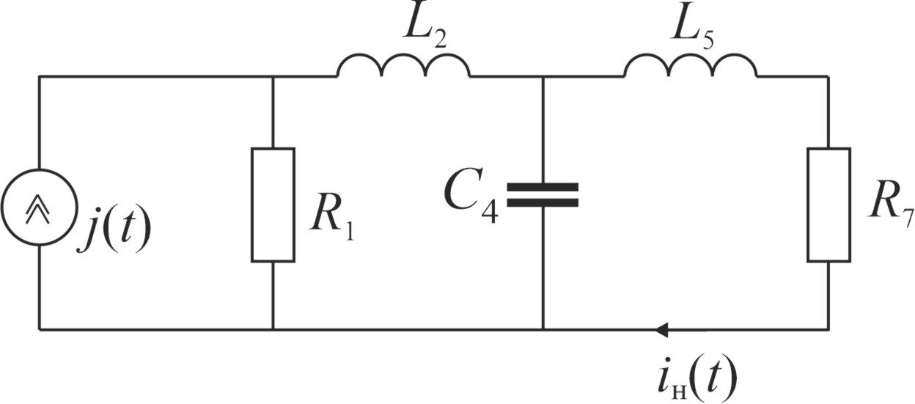 L₂
L₅
C₄
R₇
R₁
j(t)
iн(t)